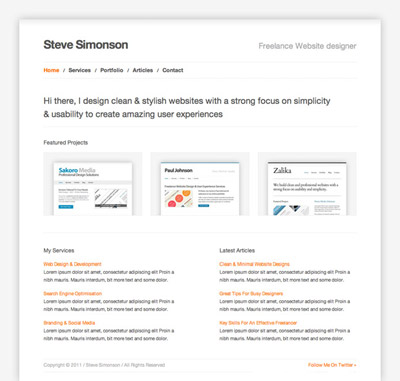 Steve Simonson
Freelance Website designer
Home / Services / Portfolio / Articles / Contact
Hi there, I design clean & stylish websites with a strong focus on simplicity
& usability to create amazing user experiences
Featured Projects
Sakoro Media
Professional Design Solutions
Paul Johnson
Freelance Website Design & User Experience Services
Zalika
We build clean and professional websites with a
strong focus on usability and
My Services
Web Design & Development
Lorem ipsum dolor sit amet, consectetur adipiscing elit Proin a
nibh mauris. Mauris interdum, bit more text and some dolor.
Search Engine Optimisation
Lorem ipsum dolor sit amet, consectetur adipiscing elit Proin a
nibh mauris. Mauris interdum, bit more text and some dolor.
Branding & Social Media
Lorem ipsum dolor sit amet, consectetur adipiscing elit Proin a
nibh mauris. Mauris interdum, bit more text and some dolor.
Latest Articles
Clean & Minimal Website Designs
Lorem ipsum dolor sit amet, consectetur adipiscing elit Proin a
nibh mauris. Mauris interdum, bit more text and some dolor.
Great Tips For Busy Designers
Lorem ipsum dolor sit amet, consectetur adipiscing elit Proin a
nibh mauris. Mauris interdum, bit more text and some dolor.
Key Skills For An Effective Freelancer
Lorem ipsum dolor sit amet, consectetur adipiscing elit Proin a
nibh mauris. Mauris interdum, bit more text and some dolor.
Copyright © 2011 / Steve Simonson / All Rights Reserved
Follow Me On Twitter »